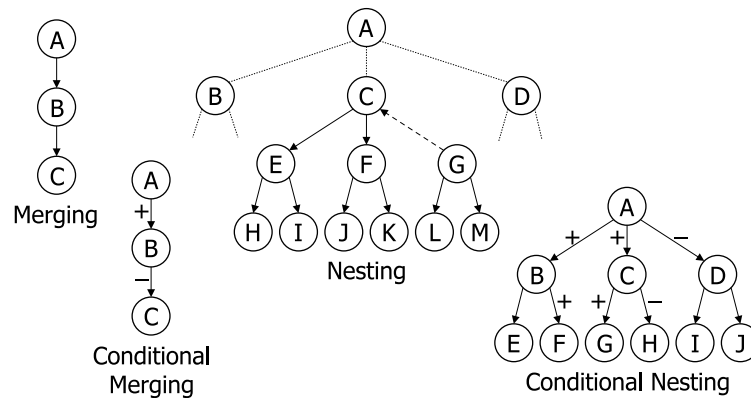 A
B
C
Merging
A
+
B
−
C
Conditional
Merging
A
B C D
E F G
H I J K L M
Nesting
A
+ + −
B C D
+ + −
E F G H I J
Conditional Nesting